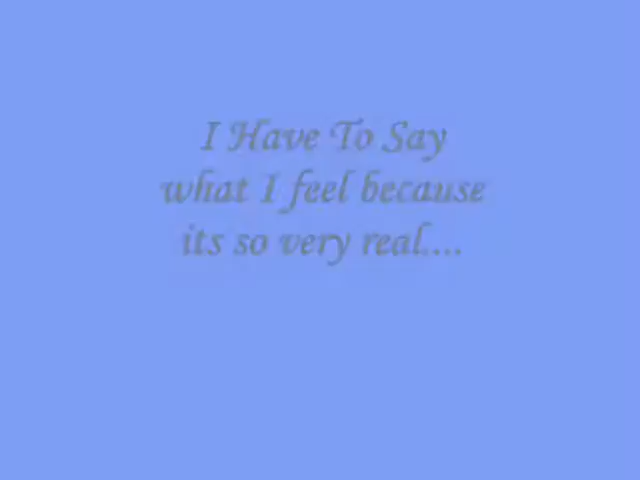 I Have To Say
what I feel because
its so very real....